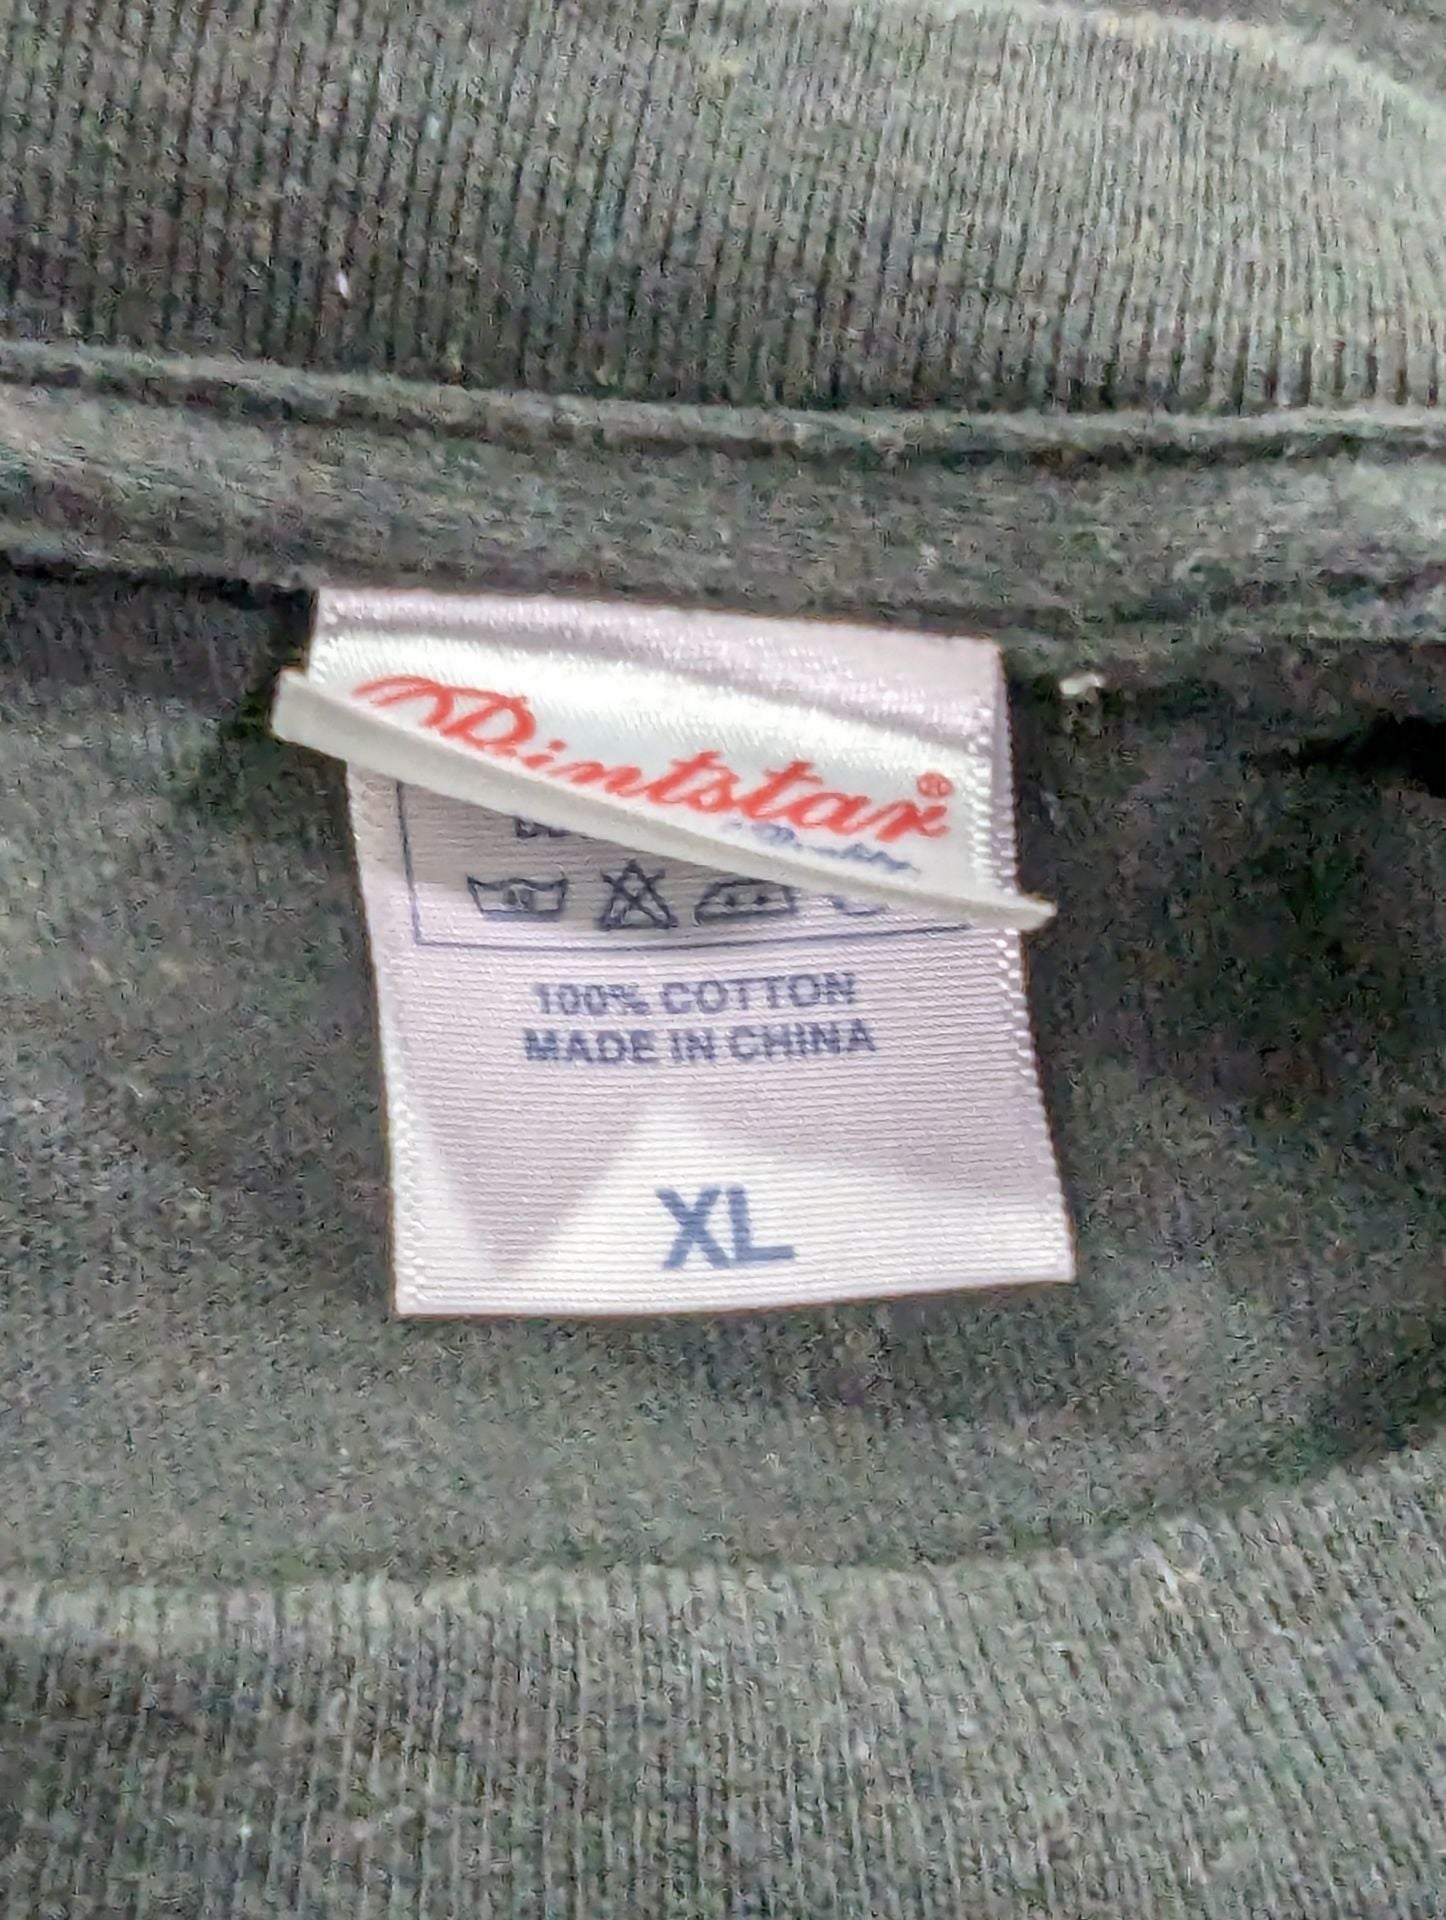 Printstar®
100% COTTON
MADE IN CHINA
XL